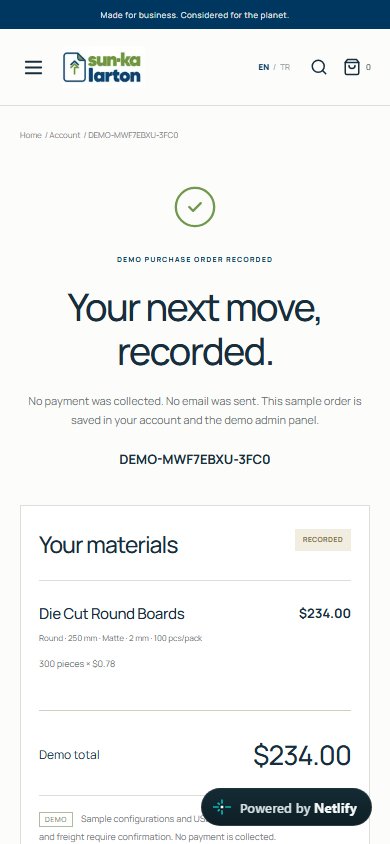 Made for business. Considered for the planet.
sun·ka
larton
EN / TR
0
Home / Account / DEMO-MWF7EBXU-3FC0
DEMO PURCHASE ORDER RECORDED
Your next move,
recorded.
No payment was collected. No email was sent. This sample order is
saved in your account and the demo admin panel.
DEMO-MWF7EBXU-3FC0
Your materials
RECORDED
Die Cut Round Boards
$234.00
Round · 250 mm · Matte · 2 mm · 100 pcs/pack
300 pieces × $0.78
Demo total
$234.00
DEMO
Sample configurations and
and freight require confirmation. No payment is collected.
Powered by Netlify